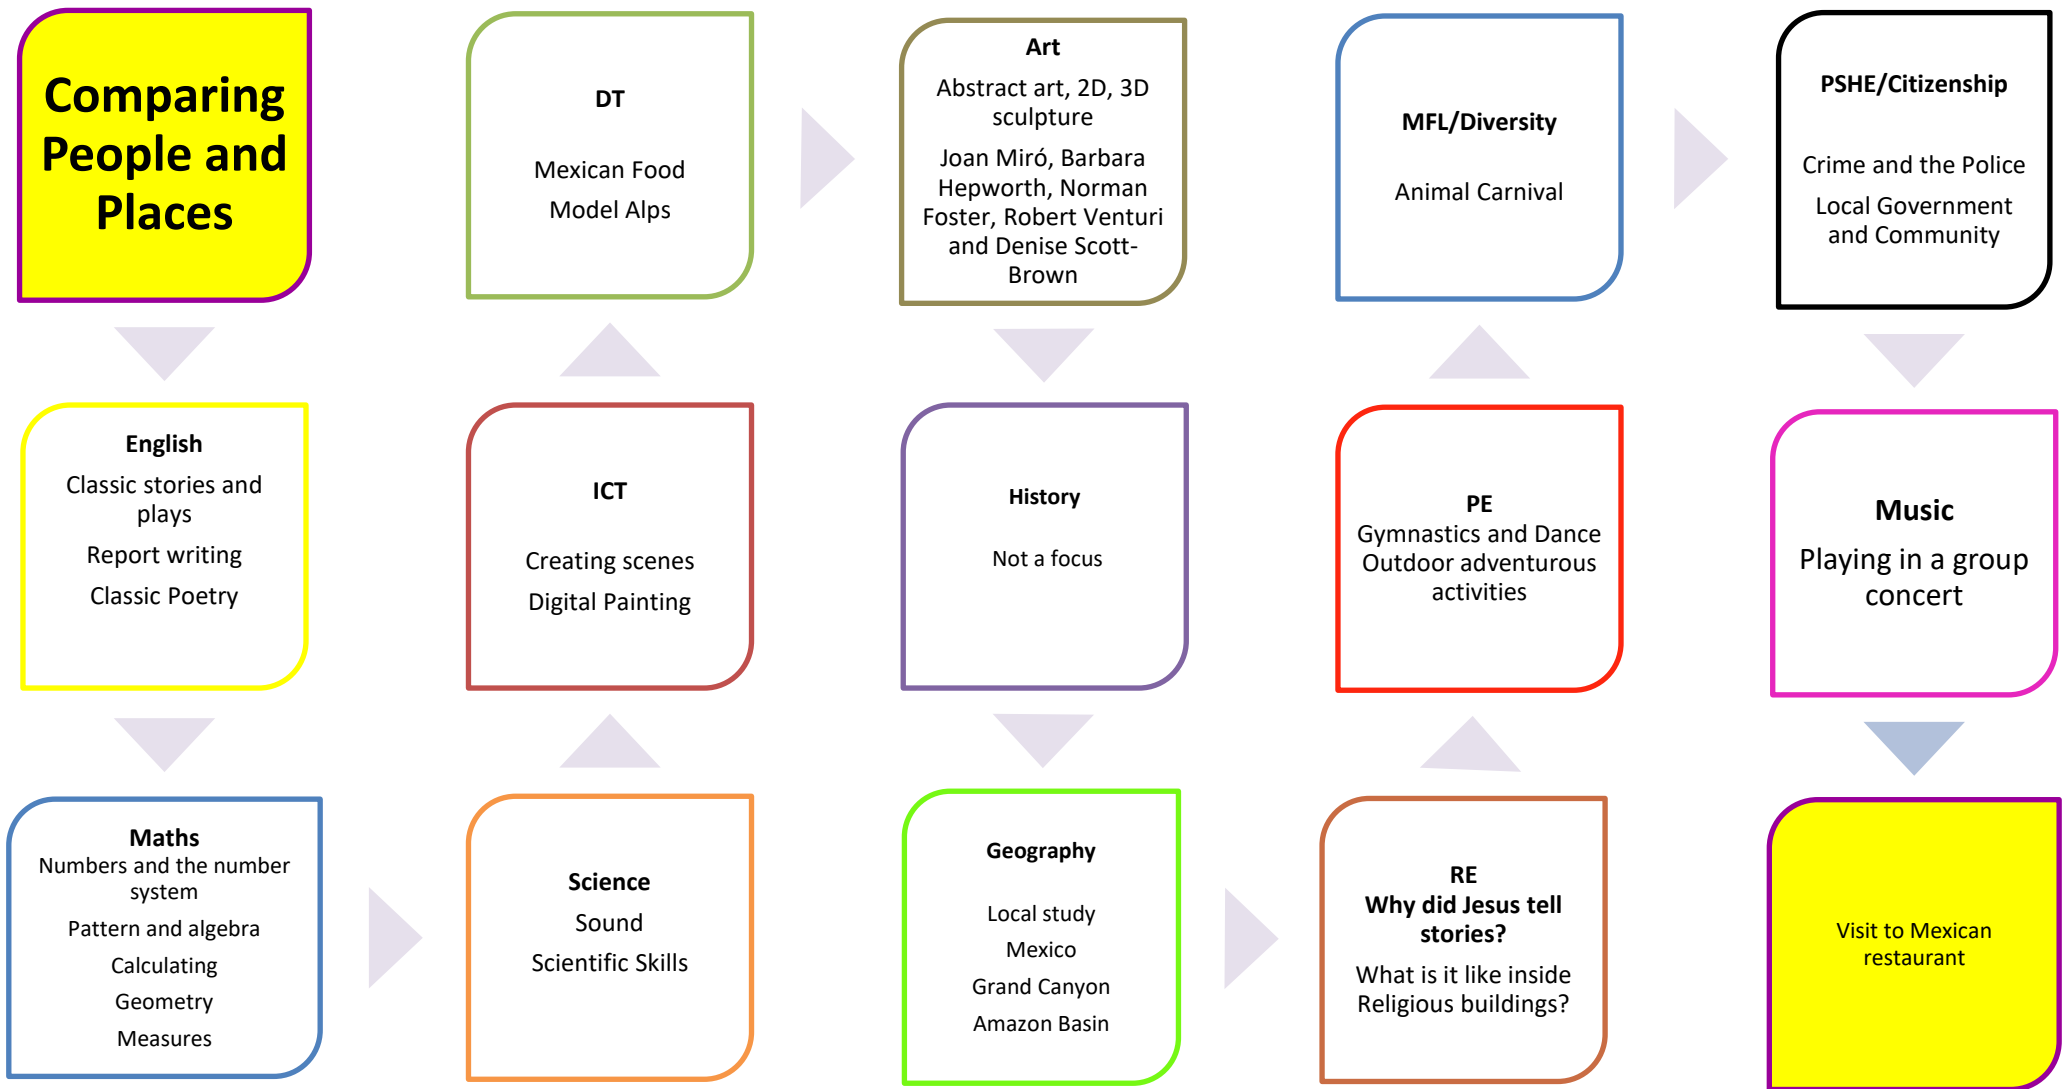 Comparing
People and
Places
English
Classic stories and
plays
Report writing
Classic Poetry
Maths
Numbers and the number
system
Pattern and algebra
Calculating
Geometry
Measures
Science
Sound
Scientific Skills
ICT
Creating scenes
Digital Painting
DT
Mexican Food
Model Alps
Art
Abstract art, 2D, 3D
sculpture
Joan Miró, Barbara
Hepworth, Norman
Foster, Robert Venturi
and Denise Scott-
Brown
History
Not a focus
Geography
Local study
Mexico
Grand Canyon
Amazon Basin
RE
Why did Jesus tell
stories?
What is it like inside
Religious buildings?
PE
Gymnastics and Dance
Outdoor adventurous
activities
MFL/Diversity
Animal Carnival
PSHE/Citizenship
Crime and the Police
Local Government
and Community
Music
Playing in a group
concert
Visit to Mexican
restaurant